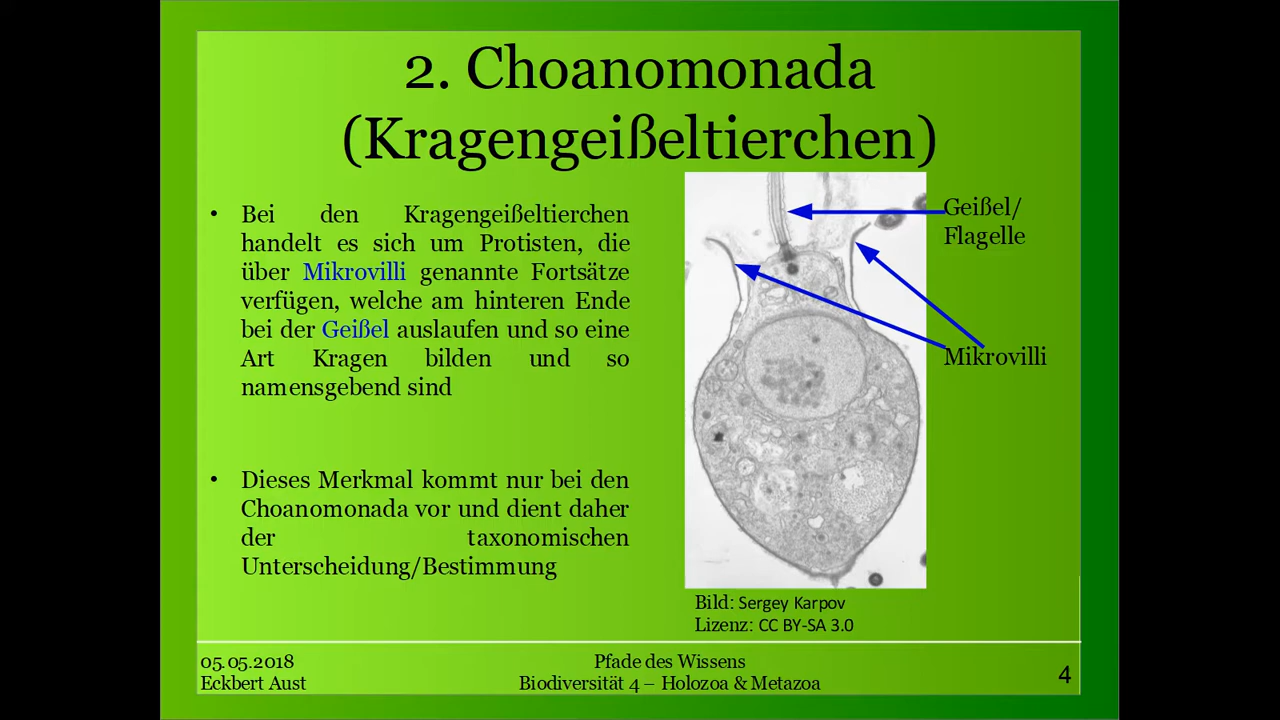 2. Choanomonada
(Kragengeißeltierchen)
• Bei den Kragengeißeltierchen
handelt es sich um Protisten, die
über Mikrovilli genannte Fortsätze
verfügen, welche am hinteren Ende
bei der Geißel auslaufen und so eine
Art Kragen bilden und so
namensgebend sind
• Dieses Merkmal kommt nur bei den
Choanomonada vor und dient daher
der taxonomischen
Unterscheidung/Bestimmung
Geißel/
Flagelle
Mikrovilli
Bild: Sergey Karpov
Lizenz: CC BY-SA 3.0
05.05.2018
Eckbert Aust
Pfade des Wissens
Biodiversität 4 – Holozoa & Metazoa
4